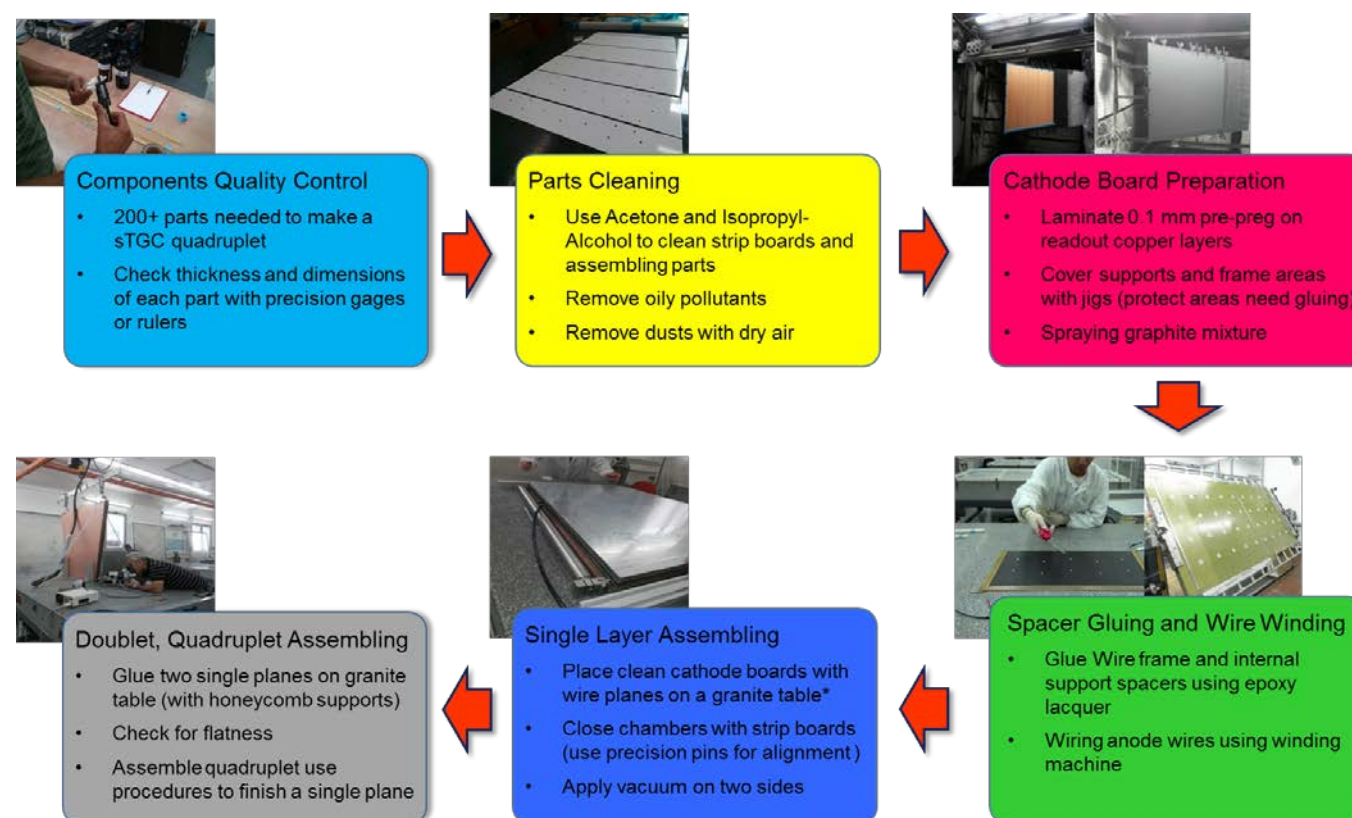 Components Quality Control
• 200+ parts needed to make a
sTGC quadruplet
• Check thickness and dimensions
of each part with precision gages
or rulers
Parts Cleaning
• Use Acetone and Isopropyl-
Alcohol to clean strip boards and
assembling parts
• Remove oily pollutants
• Remove dusts with dry air
Cathode Board Preparation
• Laminate 0.1 mm pre-preg on
readout copper layers
• Cover supports and frame areas
with jigs (protect areas need gluing)
• Spraying graphite mixture
Doublet, Quadruplet Assembling
• Glue two single planes on granite
table (with honeycomb supports)
• Check for flatness
• Assemble quadruplet use
procedures to finish a single plane
Single Layer Assembling
• Place clean cathode boards with
wire planes on a granite table*
• Close chambers with strip boards
(use precision pins for alignment )
• Apply vacuum on two sides
Spacer Gluing and Wire Winding
• Glue Wire frame and internal
support spacers using epoxy
lacquer
• Wiring anode wires using winding
machine